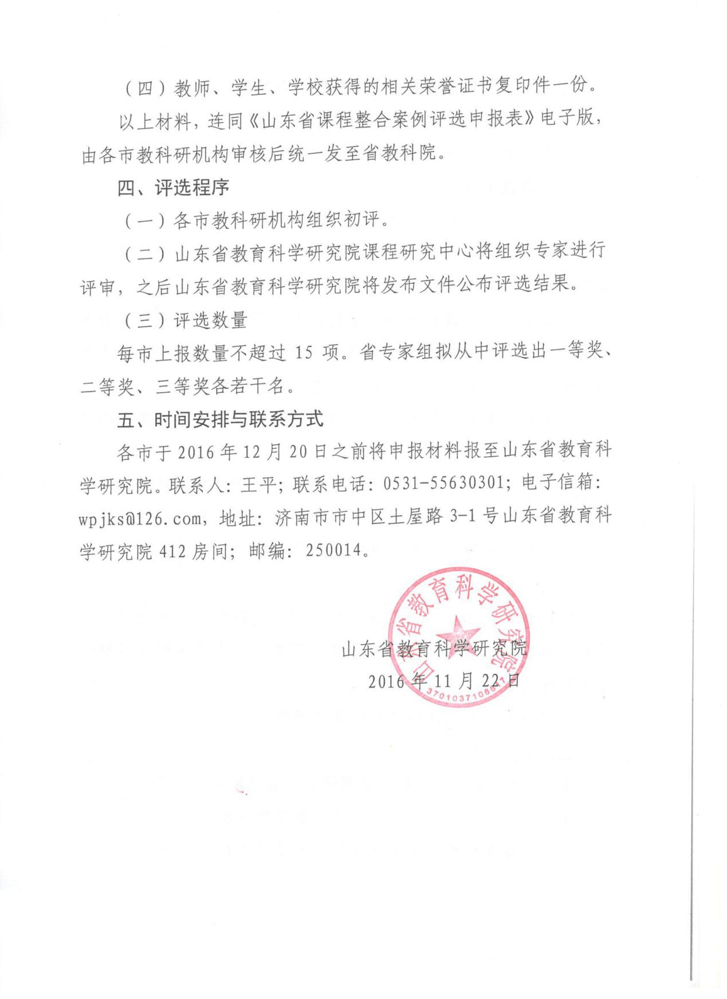 （四）教师、学生、学校获得的相关荣誉证书复印件一份。
以上材料，连同《山东省课程整合案例评选申报表》电子版，
由各市教科研机构审核后统一发至省教科院。
四、评选程序
（一）各市教科研机构组织初评。
（二）山东省教育科学研究院课程研究中心将组织专家进行
评审，之后山东省教育科学研究院将发布文件公布评选结果。
（三）评选数量
每市上报数量不超过 15 项。省专家组拟从中评选出一等奖、
二等奖、三等奖各若干名。
五、时间安排与联系方式
各市于 2016 年 12 月 20 日之前将申报材料报至山东省教育科
学研究院。联系人：王平；联系电话：0531-55630301；电子信箱：
wpjks@126.com，地址：济南市市中区土屋路 3-1 号山东省教育科
学研究院 412 房间；邮编：250014。
山东省教育科学研究院
山东省教育科学研究院
2016 年 11 月 22 日